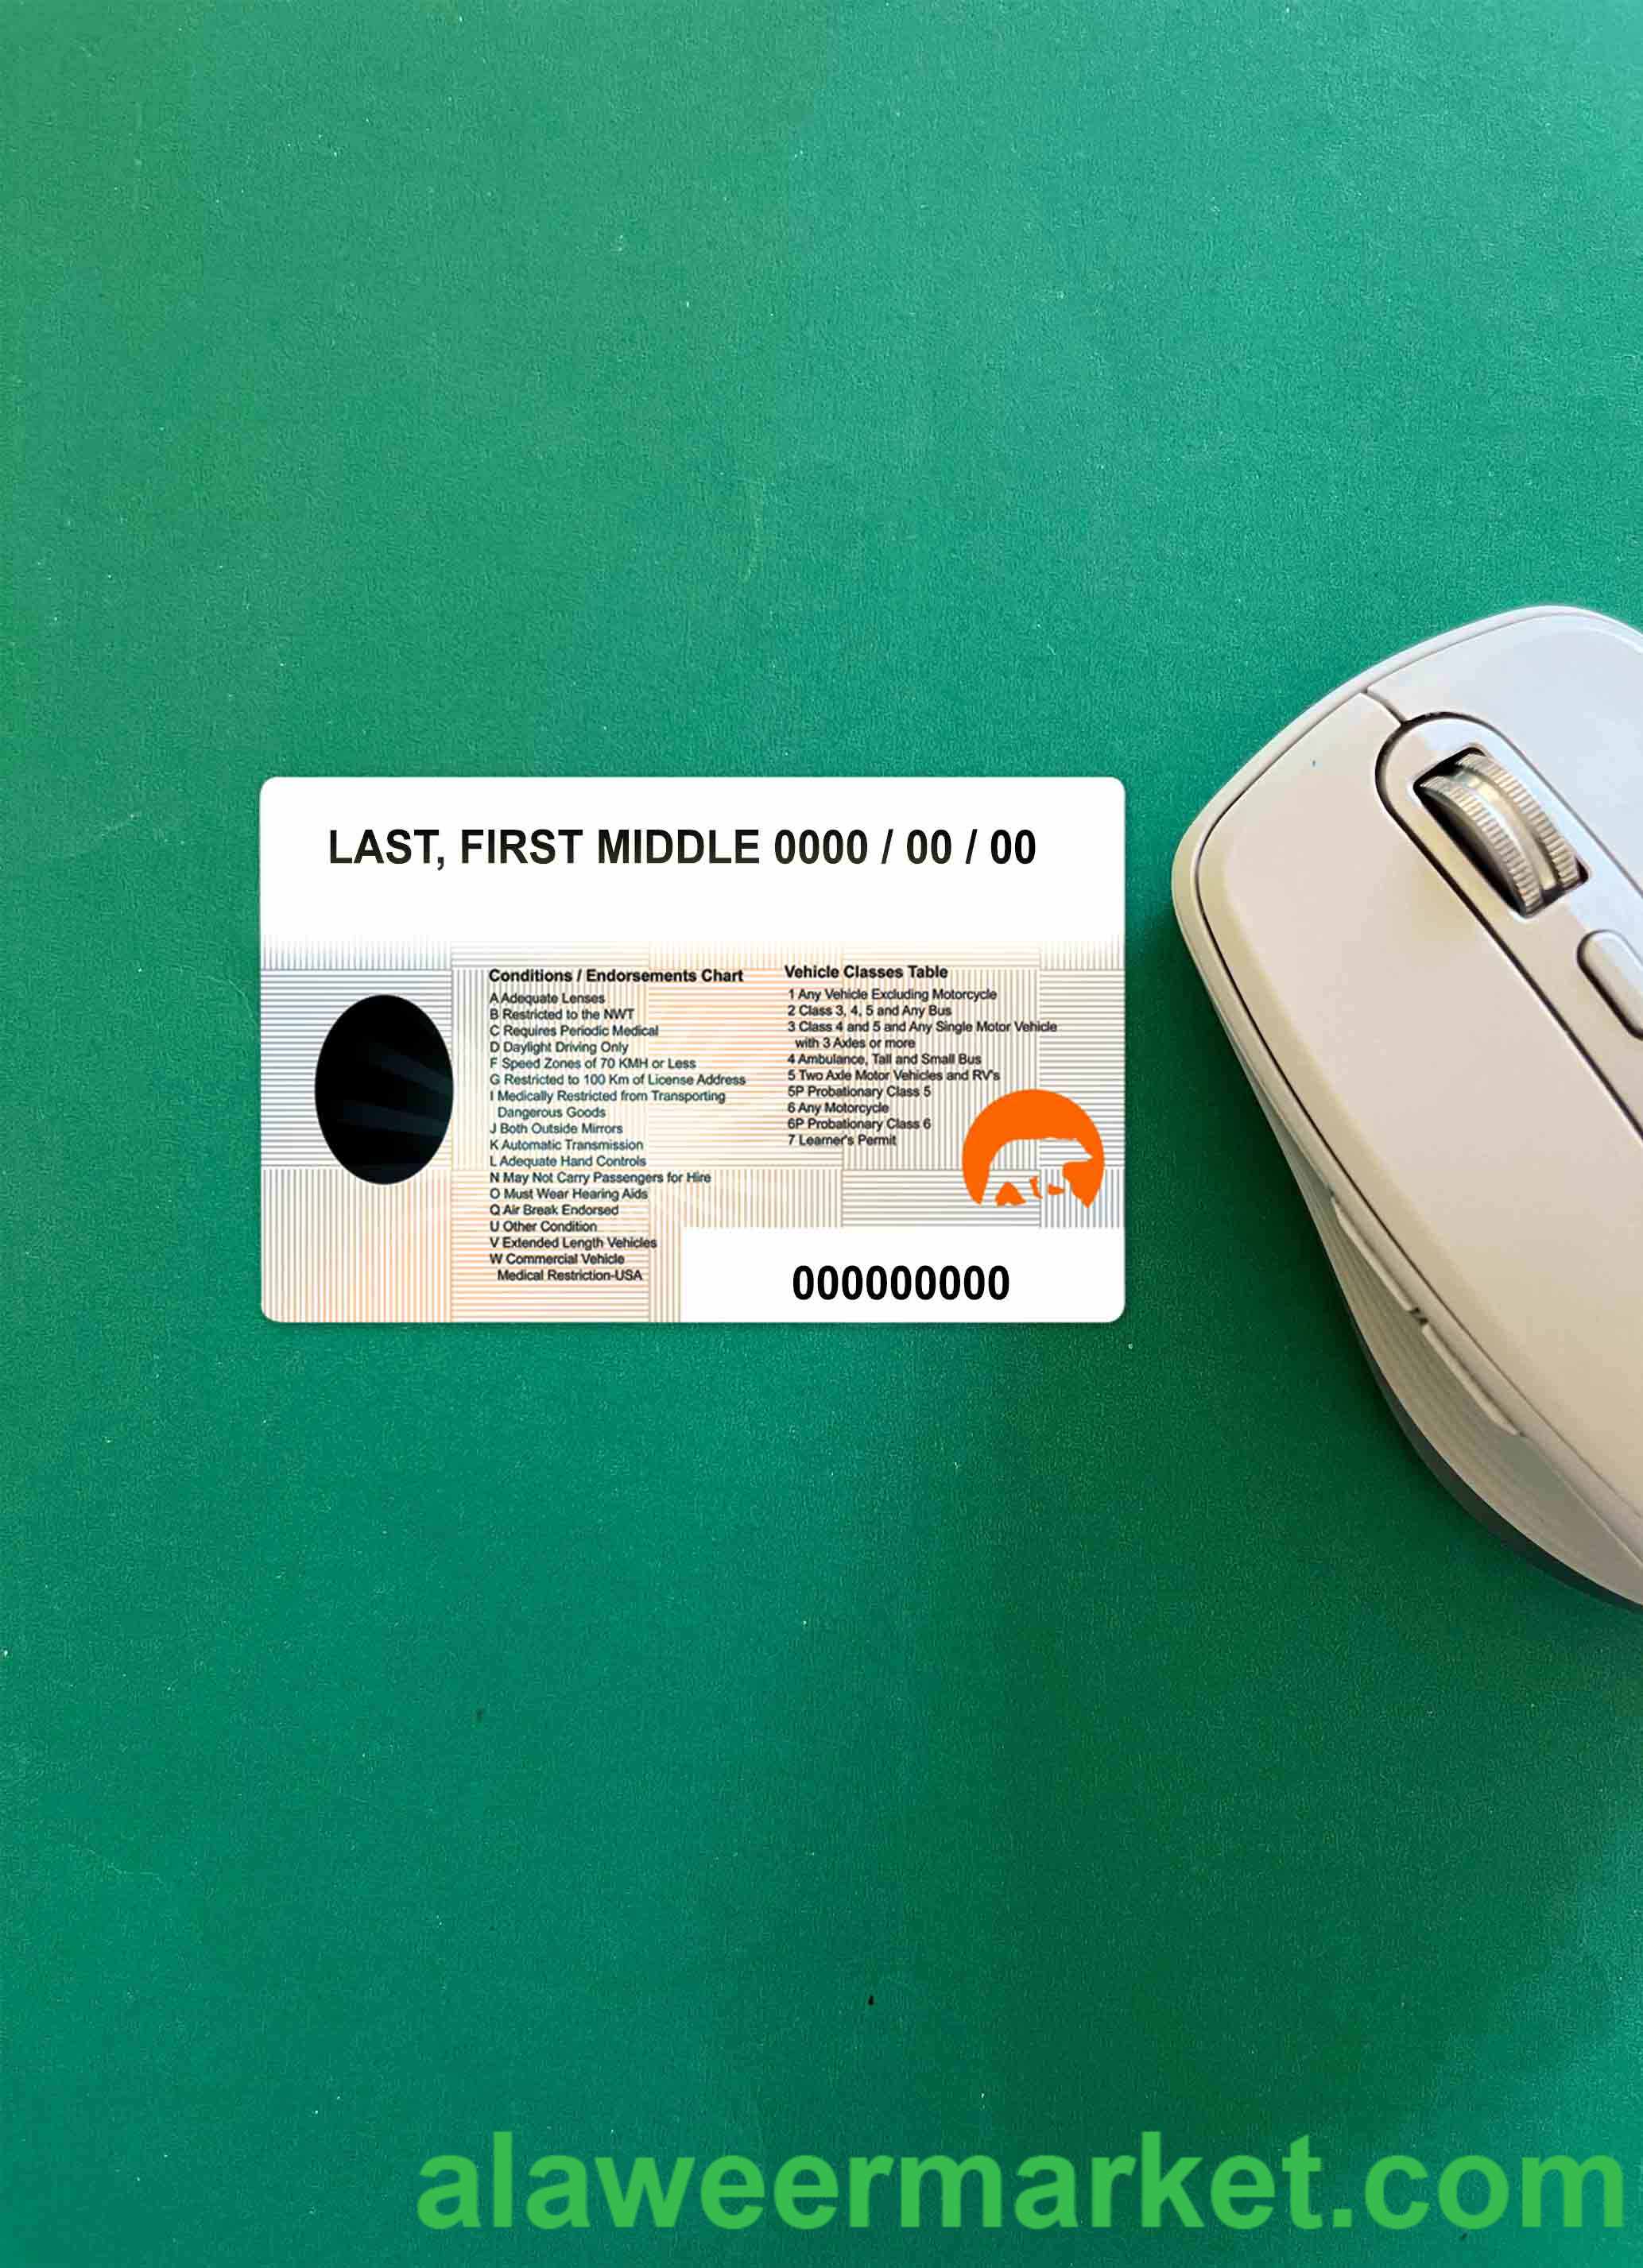 LAST, FIRST MIDDLE 0000 / 00 / 00
Conditions / Endorsements Chart
A Adequate Lenses
B Restricted to the NWT
C Requires Periodic Medical
D Daylight Driving Only
F Speed Zones of 70 KMH or Less
G Restricted to 100 Km of License Address
I Medically Restricted from Transporting
Dangerous Goods
J Both Outside Mirrors
K Automatic Transmission
L Adequate Hand Controls
N May Not Carry Passengers for Hire
O Must Wear Hearing Aids
Q Air Break Endorsed
U Other Condition
V Extended Length Vehicles
W Commercial Vehicle
Medical Restriction-USA
Vehicle Classes Table
1 Any Vehicle Excluding Motorcycle
2 Class 3, 4, 5 and Any Bus
3 Class 4 and 5 and Any Single Motor Vehicle
with 3 Axles or more
4 Ambulance, Tall and Small Bus
5 Two Axle Motor Vehicles and RV's
5P Probationary Class 5
6 Any Motorcycle
6P Probationary Class 6
7 Learner's Permit
000000000
alaweermarket.com